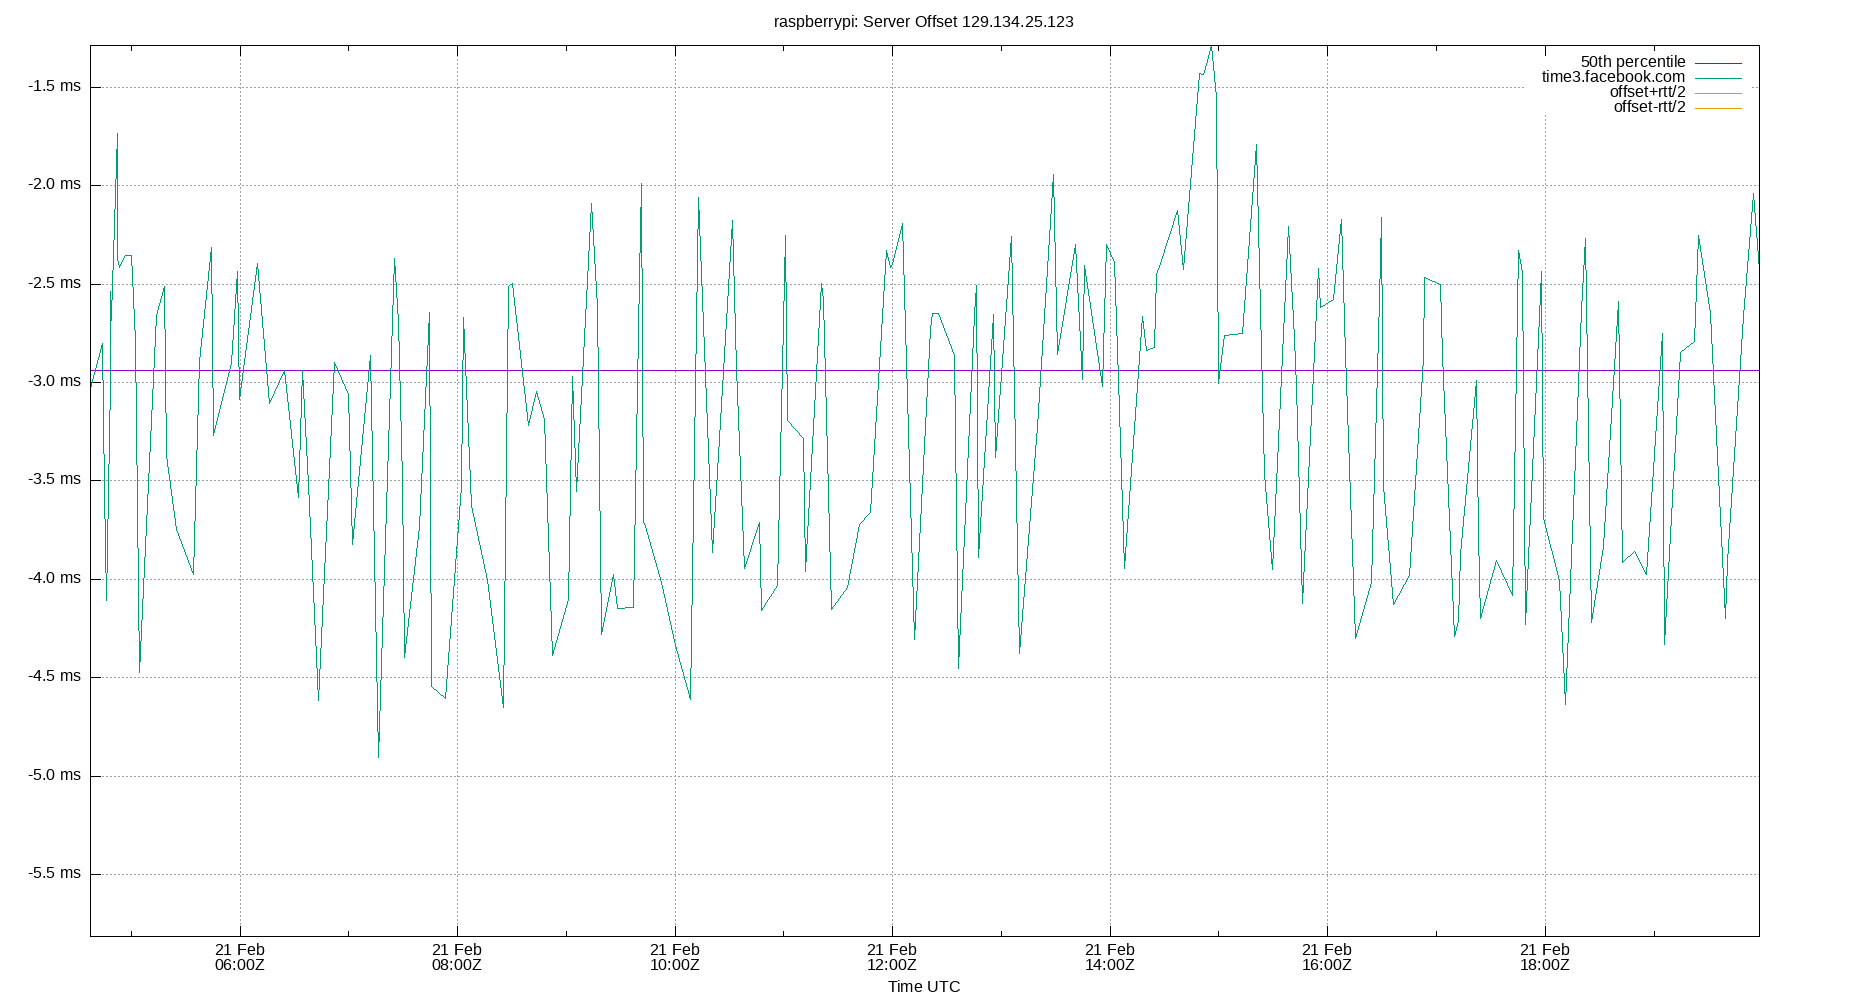 raspberrypi: Server Offset 129.134.25.123
50th percentile
time3.facebook.com
offset+rtt/2
offset-rtt/2
-1.5 ms
-2.0 ms
-2.5 ms
-3.0 ms
-3.5 ms
-4.0 ms
-4.5 ms
-5.0 ms
-5.5 ms
21 Feb 21 Feb 21 Feb 21 Feb 21 Feb 21 Feb 21 Feb
06:00Z 08:00Z 10:00Z 12:00Z 14:00Z 16:00Z 18:00Z
Time UTC